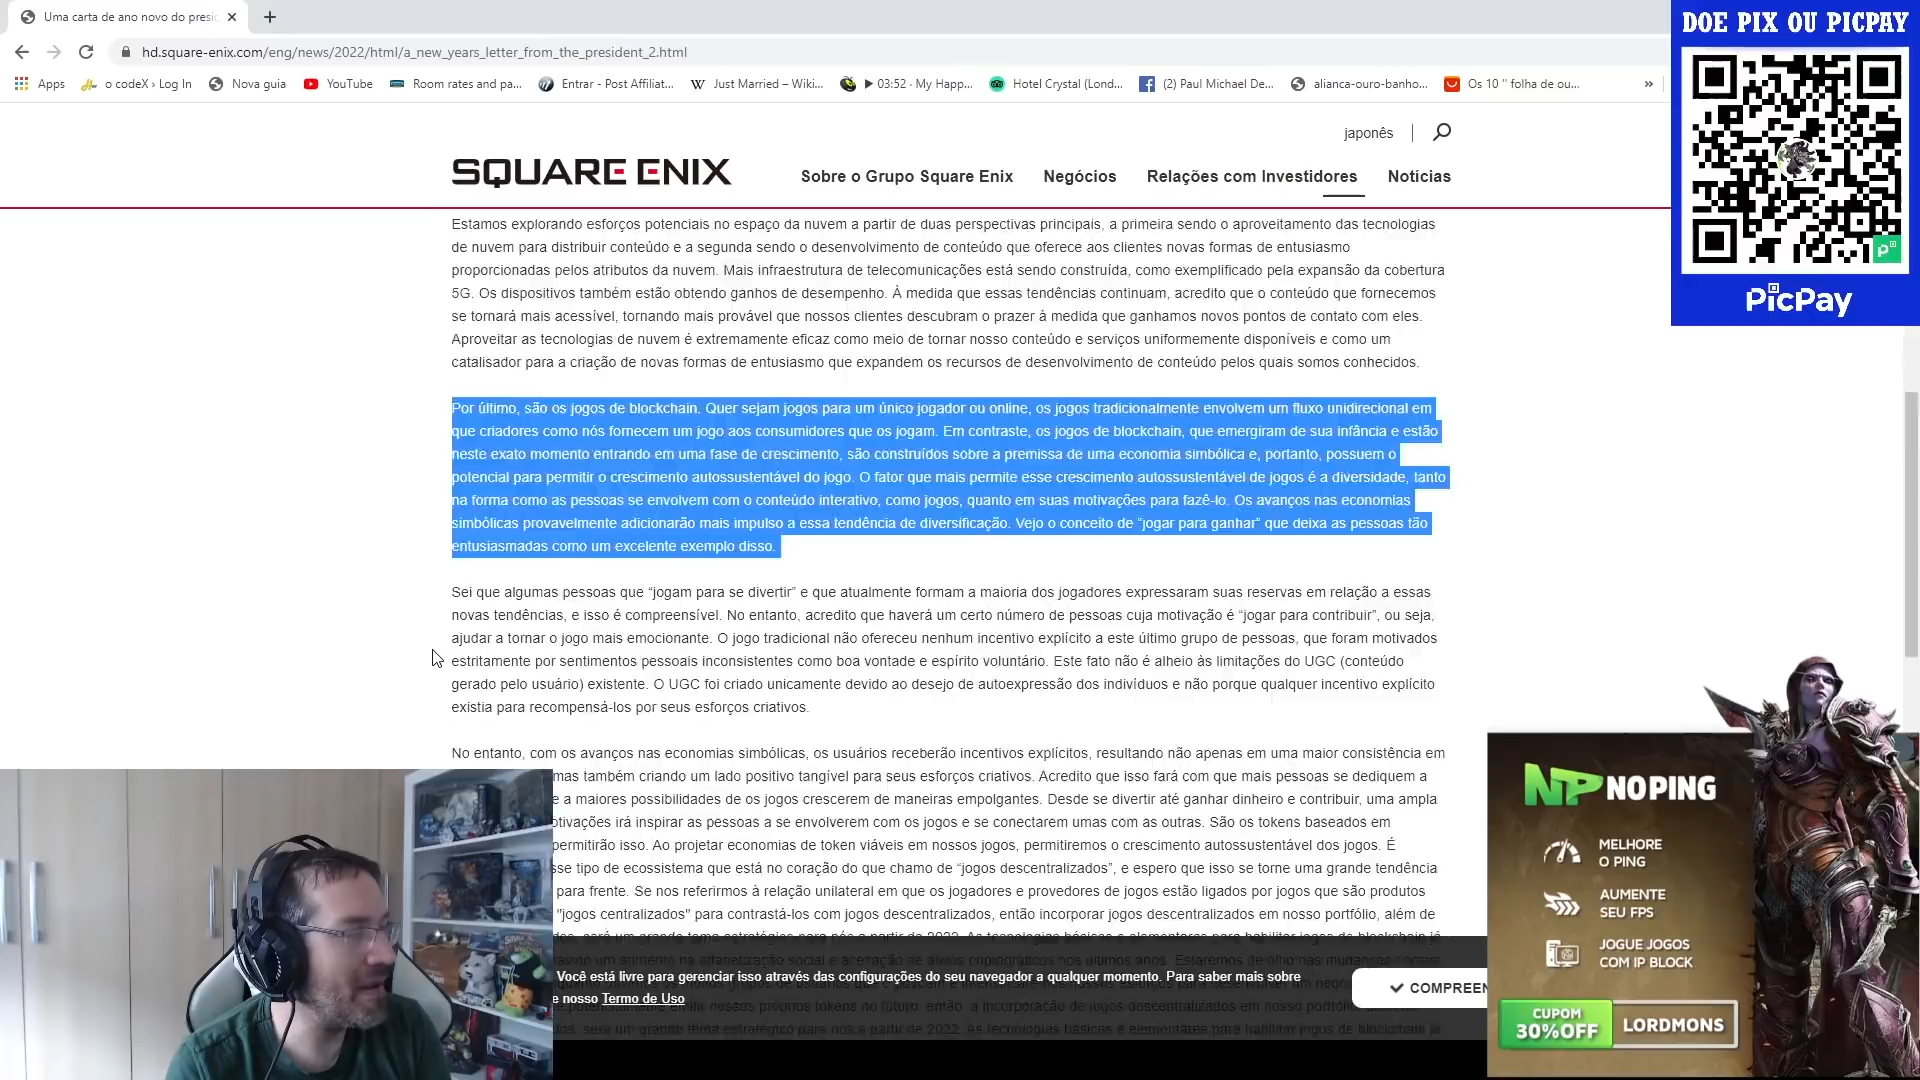 Uma carta de ano novo do presi
hd.square-enix.com/eng/news/2022/html/a_new_years_letter_from_the_president_2.html
Apps
o codeX › Log In
Nova guia
YouTube
Room rates and pa...
Entrar - Post Affiliat...
Just Married – Wiki...
03:52 · My Happ...
Hotel Crystal (Lond...
(2) Paul Michael De...
alianca-ouro-banho...
Os 10 " folha de ou...
»
DOE PIX OU PICPAY
PicPay
japonês
SQUARE ENIX
Sobre o Grupo Square Enix
Negócios
Relações com Investidores
Notícias
Estamos explorando esforços potenciais no espaço da nuvem a partir de duas perspectivas principais, a primeira sendo o aproveitamento das tecnologias
de nuvem para distribuir conteúdo e a segunda sendo o desenvolvimento de conteúdo que oferece aos clientes novas formas de entusiasmo
proporcionadas pelos atributos da nuvem. Mais infraestrutura de telecomunicações está sendo construída, como exemplificado pela expansão da cobertura
5G. Os dispositivos também estão obtendo ganhos de desempenho. À medida que essas tendências continuam, acredito que o conteúdo que fornecemos
se tornará mais acessível, tornando mais provável que nossos clientes descubram o prazer à medida que ganhamos novos pontos de contato com eles.
Aproveitar as tecnologias de nuvem é extremamente eficaz como meio de tornar nosso conteúdo e serviços uniformemente disponíveis e como um
catalisador para a criação de novas formas de entusiasmo que expandem os recursos de desenvolvimento de conteúdo pelos quais somos conhecidos.
Por último, são os jogos de blockchain. Quer sejam jogos para um único jogador ou online, os jogos tradicionalmente envolvem um fluxo unidirecional em
que criadores como nós fornecem um jogo aos consumidores que os jogam. Em contraste, os jogos de blockchain, que emergiram de sua infância e estão
neste exato momento entrando em uma fase de crescimento, são construídos sobre a premissa de uma economia simbólica e, portanto, possuem o
potencial para permitir o crescimento autossustentável do jogo. O fator que mais permite esse crescimento autossustentável de jogos é a diversidade, tanto
na forma como as pessoas se envolvem com o conteúdo interativo, como jogos, quanto em suas motivações para fazê-lo. Os avanços nas economias
simbólicas provavelmente adicionarão mais impulso a essa tendência de diversificação. Vejo o conceito de “jogar para ganhar” que deixa as pessoas tão
entusiasmadas como um excelente exemplo disso.
Sei que algumas pessoas que “jogam para se divertir” e que atualmente formam a maioria dos jogadores expressaram suas reservas em relação a essas
novas tendências, e isso é compreensível. No entanto, acredito que haverá um certo número de pessoas cuja motivação é “jogar para contribuir”, ou seja,
ajudar a tornar o jogo mais emocionante. O jogo tradicional não ofereceu nenhum incentivo explícito a este último grupo de pessoas, que foram motivados
estritamente por sentimentos pessoais inconsistentes como boa vontade e espírito voluntário. Este fato não é alheio às limitações do UGC (conteúdo
gerado pelo usuário) existente. O UGC foi criado unicamente devido ao desejo de autoexpressão dos indivíduos e não porque qualquer incentivo explícito
existia para recompensá-los por seus esforços criativos.
No entanto, com os avanços nas economias simbólicas, os usuários receberão incentivos explícitos, resultando não apenas em uma maior consistência em
mas também criando um lado positivo tangível para seus esforços criativos. Acredito que isso fará com que mais pessoas se dediquem a
e a maiores possibilidades de os jogos crescerem de maneiras empolgantes. Desde se divertir até ganhar dinheiro e contribuir, uma ampla
otivações irá inspirar as pessoas a se envolverem com os jogos e se conectarem umas com as outras. São os tokens baseados em
permitirão isso. Ao projetar economias de token viáveis em nossos jogos, permitiremos o crescimento autossustentável dos jogos. É
sse tipo de ecossistema que está no coração do que chamo de “jogos descentralizados”, e espero que isso se torne uma grande tendência
para frente. Se nos referirmos à relação unilateral em que os jogadores e provedores de jogos estão ligados por jogos que são produtos
"jogos centralizados" para contrastá-los com jogos descentralizados, então incorporar jogos descentralizados em nosso portfólio, além de
Você está livre para gerenciar isso através das configurações do seu navegador a qualquer momento. Para saber mais sobre
e nosso Termo de Uso
COMPREEN
NP NOPING
MELHORE
O PING
AUMENTE
SEU FPS
JOGUE JOGOS
COM IP BLOCK
CUPOM
30%OFF
LORDMONS